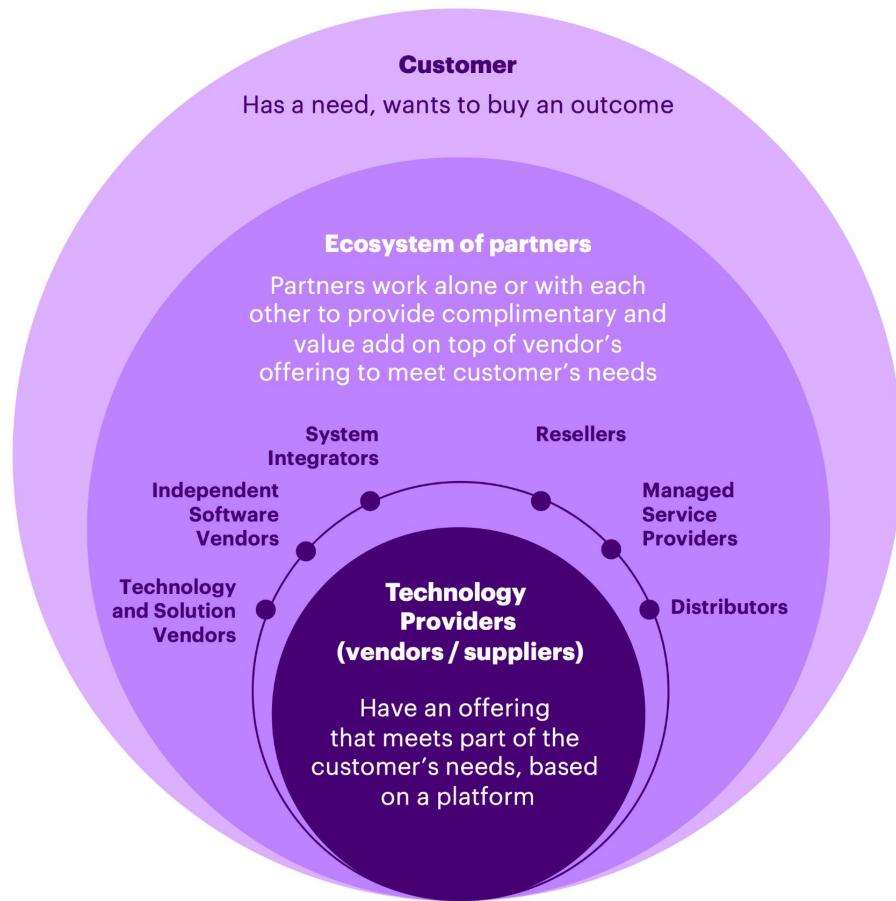 Customer
Has a need, wants to buy an outcome
Ecosystem of partners
Partners work alone or with each
other to provide complimentary and
value add on top of vendor’s
offering to meet customer’s needs
System
Integrators
Resellers
Independent
Software
Vendors
Managed
Service
Providers
Technology
and Solution
Vendors
Distributors
Technology
Providers
(vendors / suppliers)
Have an offering
that meets part of the
customer’s needs, based
on a platform